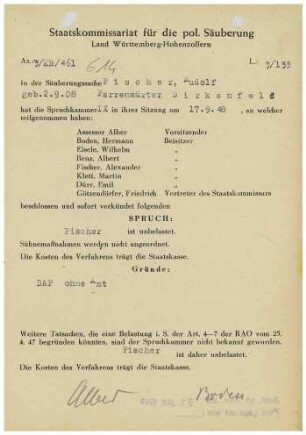 Staatskommissariat für die pol. Säuberung
Land Württemberg-Hohenzollern
Az.: 3/KB/461 614 L: 3/133
In der Säuberungssache Fischer, Rudolf
geb. 2.9.08 Farrenwärter Birkenfeld
hat die Spruchkammer IX in ihrer Sitzung am 17.9.48, an welcher
teilgenommen haben:
Assessor Alber Vorsitzender
Boden, Hermann Beisitzer
Eisele, Wilhelm "
Benz, Albert "
Fischer, Alexander "
Klett, Martin "
Dürr, Emil "
Götzendörfer, Friedrich Vertreter des Staatskommissars
beschlossen und sofort verkündet folgenden
SPRUCH:
Fischer ist unbelastet.
Sühnemaßnahmen werden nicht angeordnet.
Die Kosten des Verfahrens trägt die Staatskasse.
Gründe:
DAF ohne Amt
Weitere Tatsachen, die eine Belastung i. S. der Art. 4—7 der RAO vom 25.
4. 47 begründen könnten, sind der Spruchkammer nicht bekannt geworden.
Fischer ist daher unbelastet.
Die Kosten des Verfahrens trägt die Staatskasse.
Alber Boden